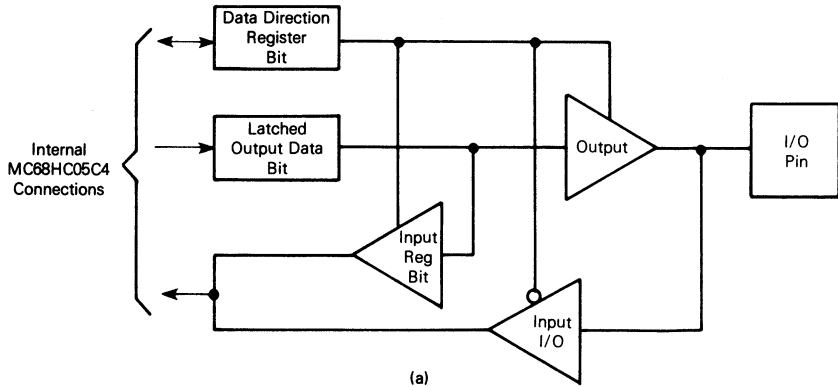 Data Direction
Register
Bit
Latched
Output Data
Bit
Internal
MC68HC05C4
Connections
Output
I/O
Pin
Input
Reg
Bit
Input
I/O
(a)